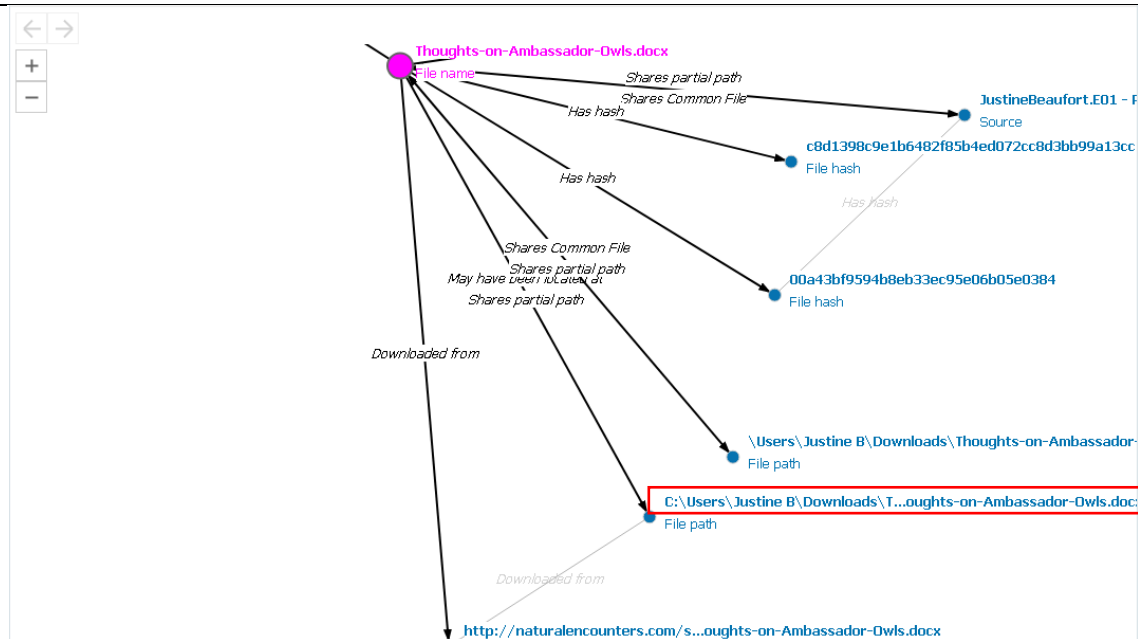 Thoughts-on-Ambassador-Owls.docx
File name
Shares partial path
Shares Common File
JustineBeaufort.E01 -
Source
Has hash
c8d1398c9e1b6482f85b4ed072cc8d3bb99a13cc
File hash
Has hash
Has hash
Shares Common File
Shares partial path
May have been located at
Shares partial path
00a43bf9594b8eb33ec95e06b05e0384
File hash
Downloaded from
\Users\Justine B\Downloads\Thoughts-on-Ambassador-
File path
C:\Users\Justine B\Downloads\T...oughts-on-Ambassador-Owls.doc
File path
Downloaded from
http://naturalencounters.com/s...oughts-on-Ambassador-Owls.docx